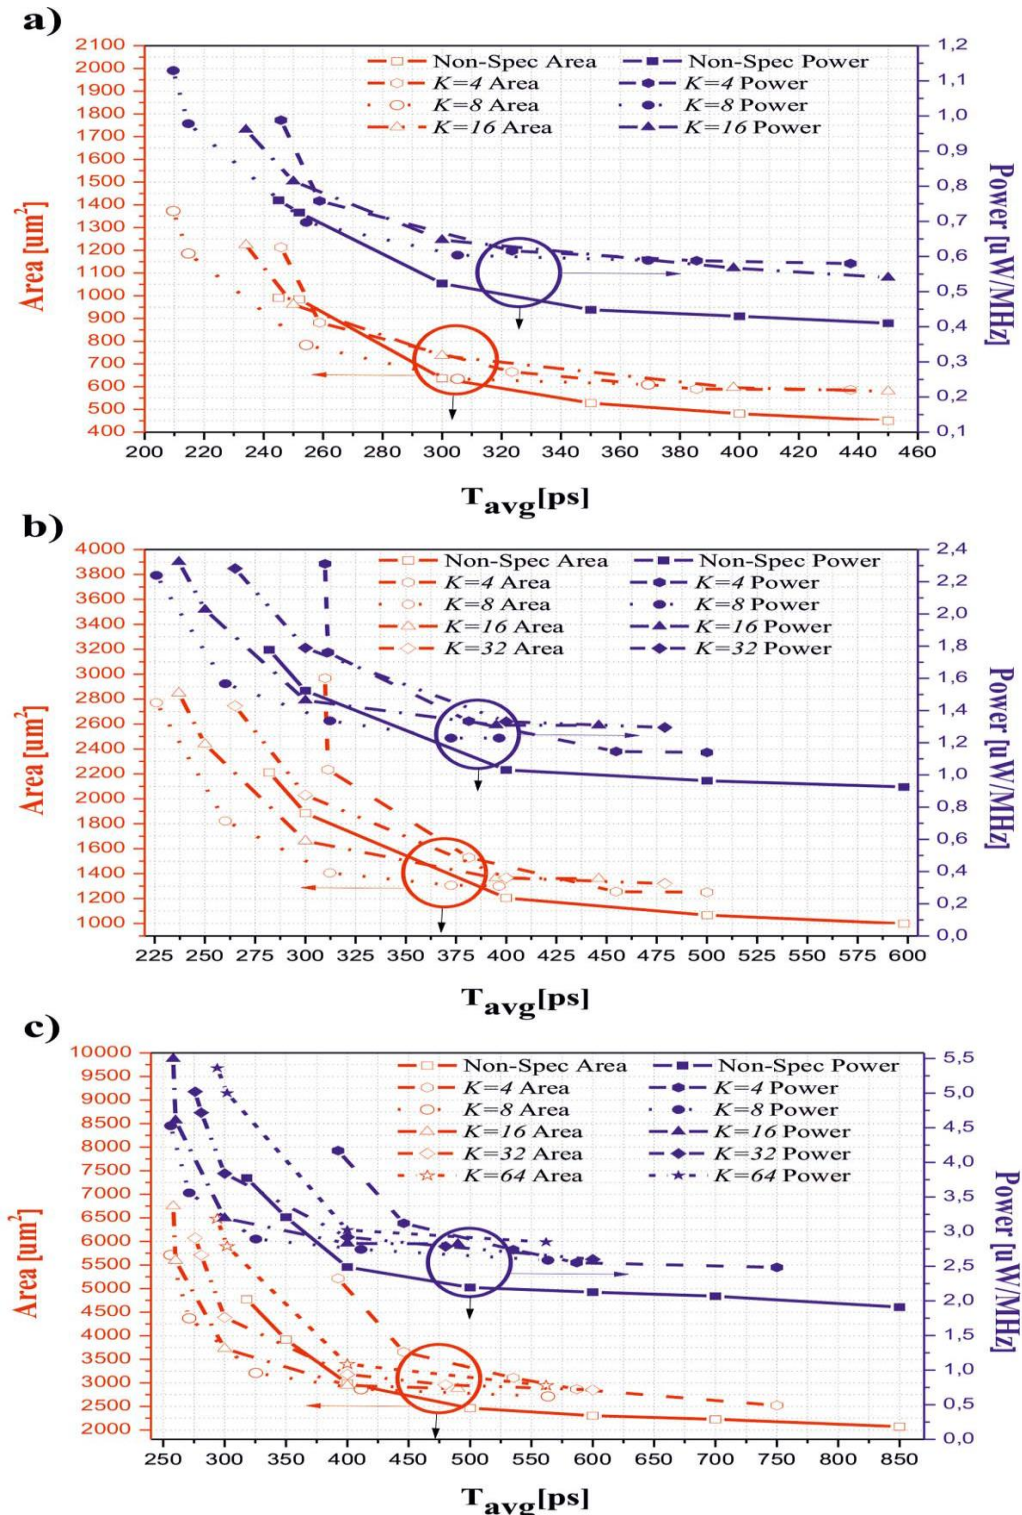 a)
2100
2000
1900
1800
1700
1600
1500
1400
1300
1200
1100
1000
900
800
700
600
500
400
Area [um²]
Non-Spec Area
K=4 Area
K=8 Area
K=16 Area
Non-Spec Power
K=4 Power
K=8 Power
K=16 Power
1,2
1,1
1,0
0,9
0,8
0,7
0,6
0,5
0,4
0,3
0,2
0,1
Power [uW/MHz]
200 220 240 260 280 300 320 340 360 380 400 420 440 460
Tavg[ps]
b)
4000
3800
3600
3400
3200
3000
2800
2600
2400
2200
2000
1800
1600
1400
1200
1000
Area [um²]
Non-Spec Area
K=4 Area
K=8 Area
K=16 Area
K=32 Area
Non-Spec Power
K=4 Power
K=8 Power
K=16 Power
K=32 Power
2,4
2,2
2,0
1,8
1,6
1,4
1,2
1,0
0,8
0,6
0,4
0,2
0,0
Power [uW/MHz]
225 250 275 300 325 350 375 400 425 450 475 500 525 550 575 600
Tavg[ps]
c)
10000
9500
9000
8500
8000
7500
7000
6500
6000
5500
5000
4500
4000
3500
3000
2500
2000
Area [um²]
Non-Spec Area
K=4 Area
K=8 Area
K=16 Area
K=32 Area
K=64 Area
Non-Spec Power
K=4 Power
K=8 Power
K=16 Power
K=32 Power
K=64 Power
5,5
5,0
4,5
4,0
3,5
3,0
2,5
2,0
1,5
1,0
0,5
0,0
Power [uW/MHz]
250 300 350 400 450 500 550 600 650 700 750 800 850
Tavg[ps]